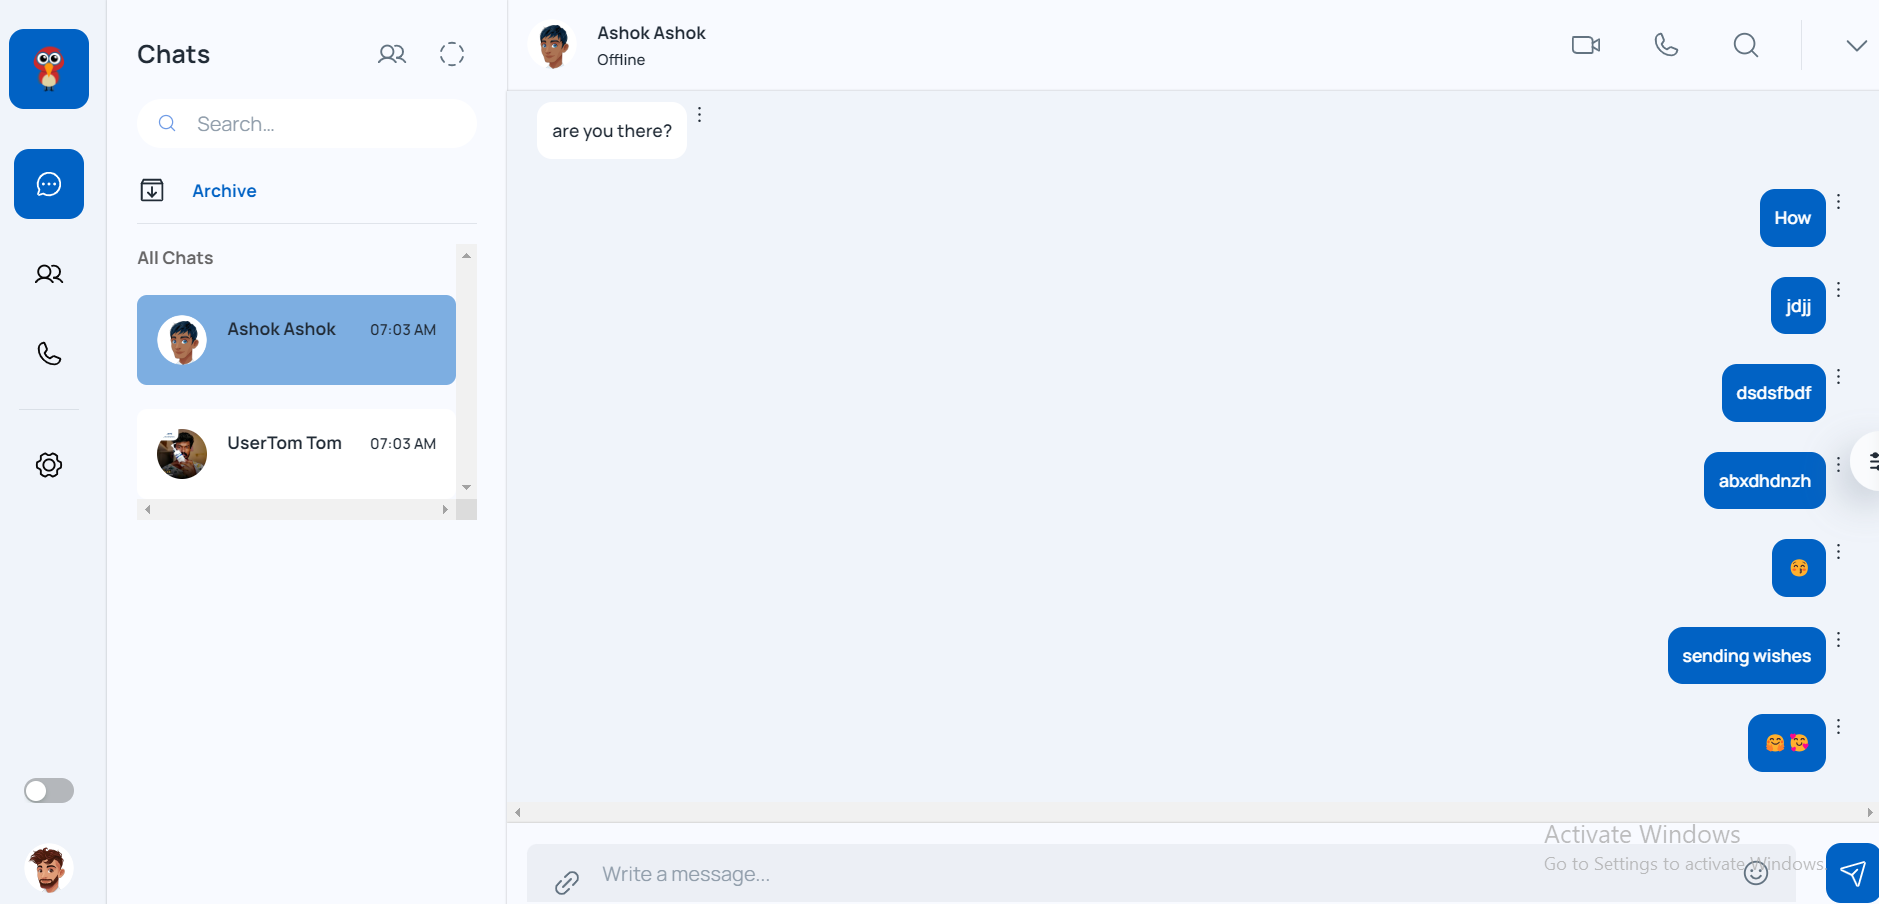 Chats
Search...
Archive
All Chats
Ashok Ashok 07:03 AM
UserTom Tom 07:03 AM
Ashok Ashok
Offline
are you there?
How
jdjj
dsdsfbdf
abxdhdnzh
😚
sending wishes
🤗 🥰
Write a message...
Activate Windows
Go to Settings to activate Windows.